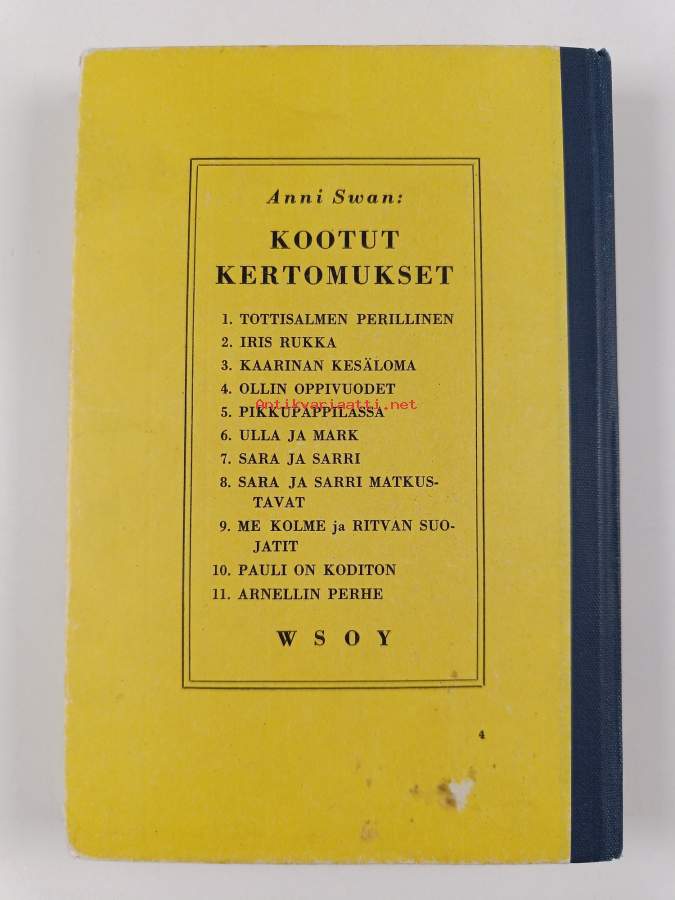 Anni Swan:
KOOTUT
KERTOMUKSET
1. TOTTISALMEN PERILLINEN
2. IRIS RUKKA
3. KAARINAN KESÄLOMA
4. OLLIN OPPIVUODET
Antikvariaatti.net
5. PIKKUPAPPILASSA
6. ULLA JA MARK
7. SARA JA SARRI
8. SARA JA SARRI MATKUS-
TAVAT
9. ME KOLME ja RITVAN SUO-
JATIT
10. PAULI ON KODITON
11. ARNELLIN PERHE
WSOY
4